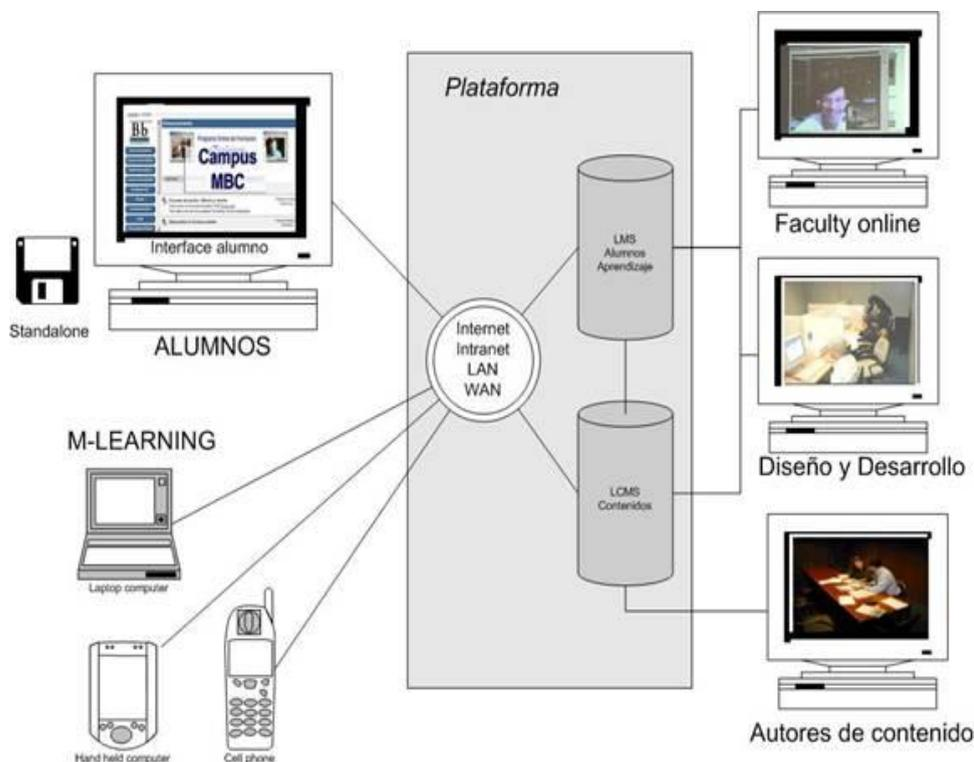 Plataforma
Bb
Campus
MBC
Interface alumno
Standalone
ALUMNOS
Internet
Intranet
LAN
WAN
LMS
Alumnos
Aprendizaje
LCMS
Contenidos
Faculty online
Diseño y Desarrollo
Autores de contenido
M-LEARNING
Laptop computer
Hand held computer
Cell phone